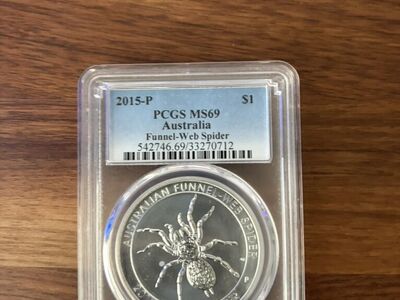 2015-P $1
PCGS MS69
Australia
Funnel-Web Spider
542746.69/33270712
AUSTRALIAN FUNNEL-WEB SPIDER
P